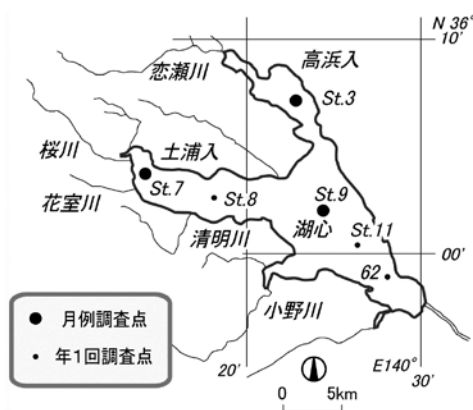 N 36°
10'
高浜入
恋瀬川
St.3
桜川
土浦入
St.7
St.8
St.9
花室川
湖心
St.11
清明川
00'
62
小野川
● 月例調査点
• 年1回調査点
20'
E140°
30'
0 5km